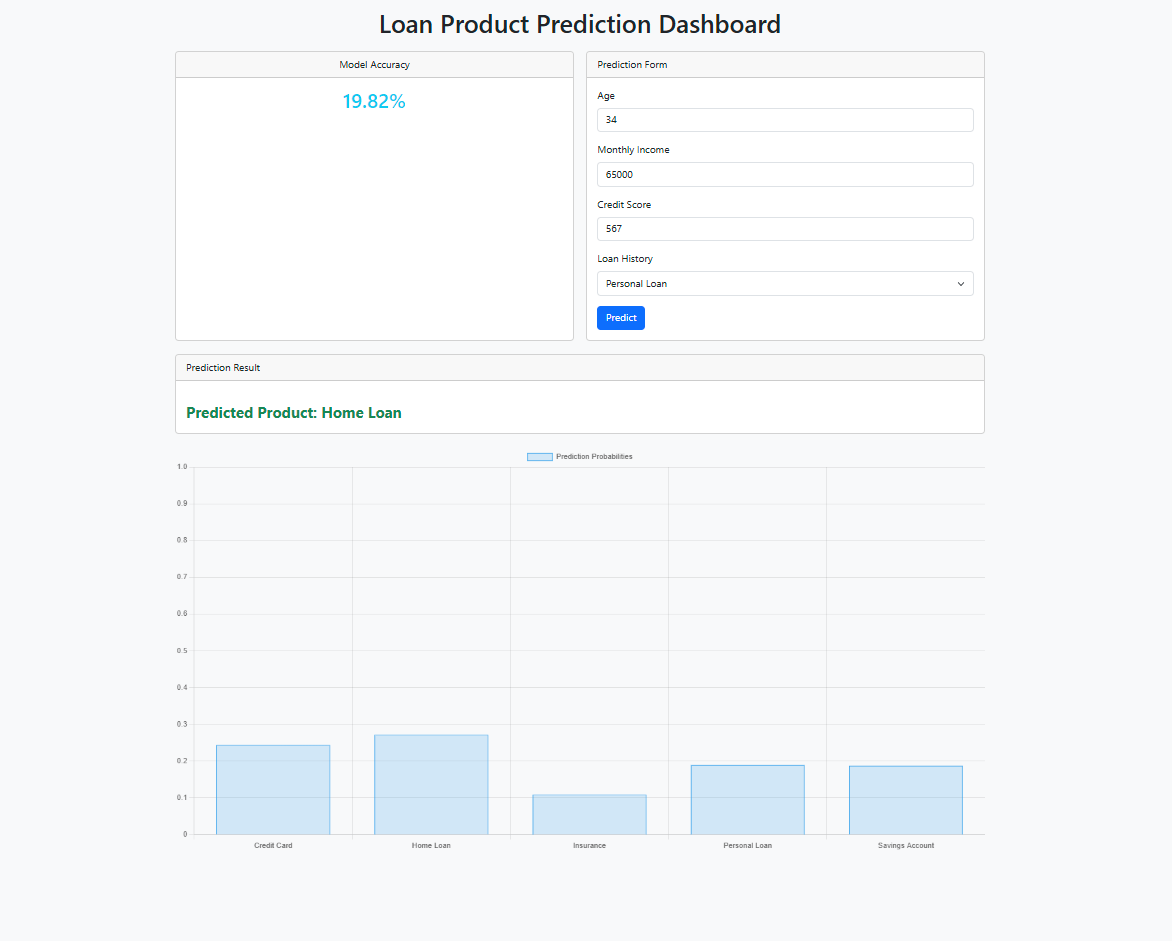 Loan Product Prediction Dashboard
Model Accuracy
19.82%
Prediction Form
Age
34
Monthly Income
65000
Credit Score
567
Loan History
Personal Loan
Predict
Prediction Result
Predicted Product: Home Loan
Prediction Probabilities
1.0
0.9
0.8
0.7
0.6
0.5
0.4
0.3
0.2
0.1
0
Credit Card
Home Loan
Insurance
Personal Loan
Savings Account